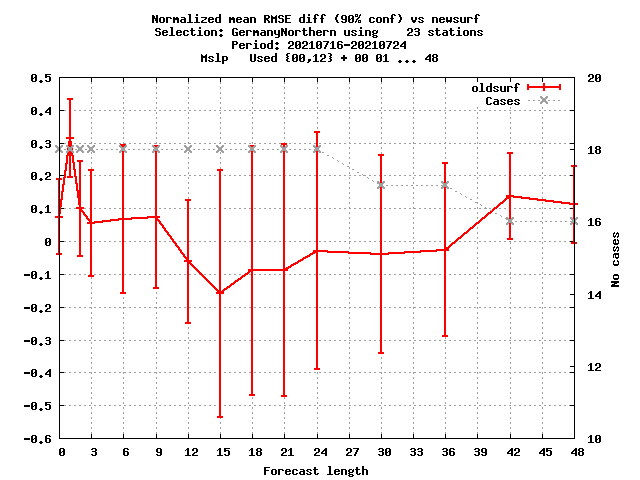 Normalized mean RMSE diff (90% conf) vs newsurf
Selection: GermanyNorthern using    23 stations
Period: 20210716-20210724
Mslp   Used {00,12} + 00 01 ... 48
oldsurf
Cases
0.5
0.4
0.3
0.2
0.1
0
-0.1
-0.2
-0.3
-0.4
-0.5
-0.6
20
18
16
14
12
10
No cases
0 3 6 9 12 15 18 21 24 27 30 33 36 39 42 45 48
Forecast length